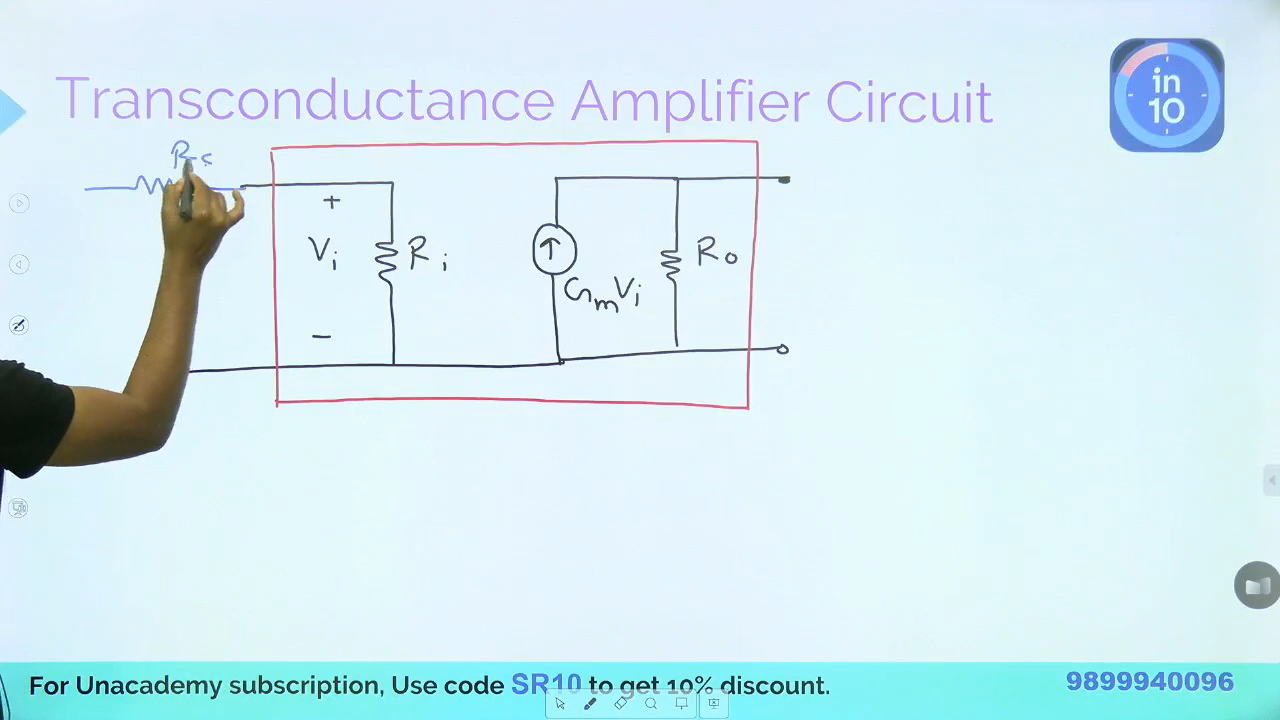 Transconductance Amplifier Circuit
in
10
Rs
+
Vi
Ri
−
GmVi
Ro
For Unacademy subscription, Use code SR10 to get 10% discount.
9899940096